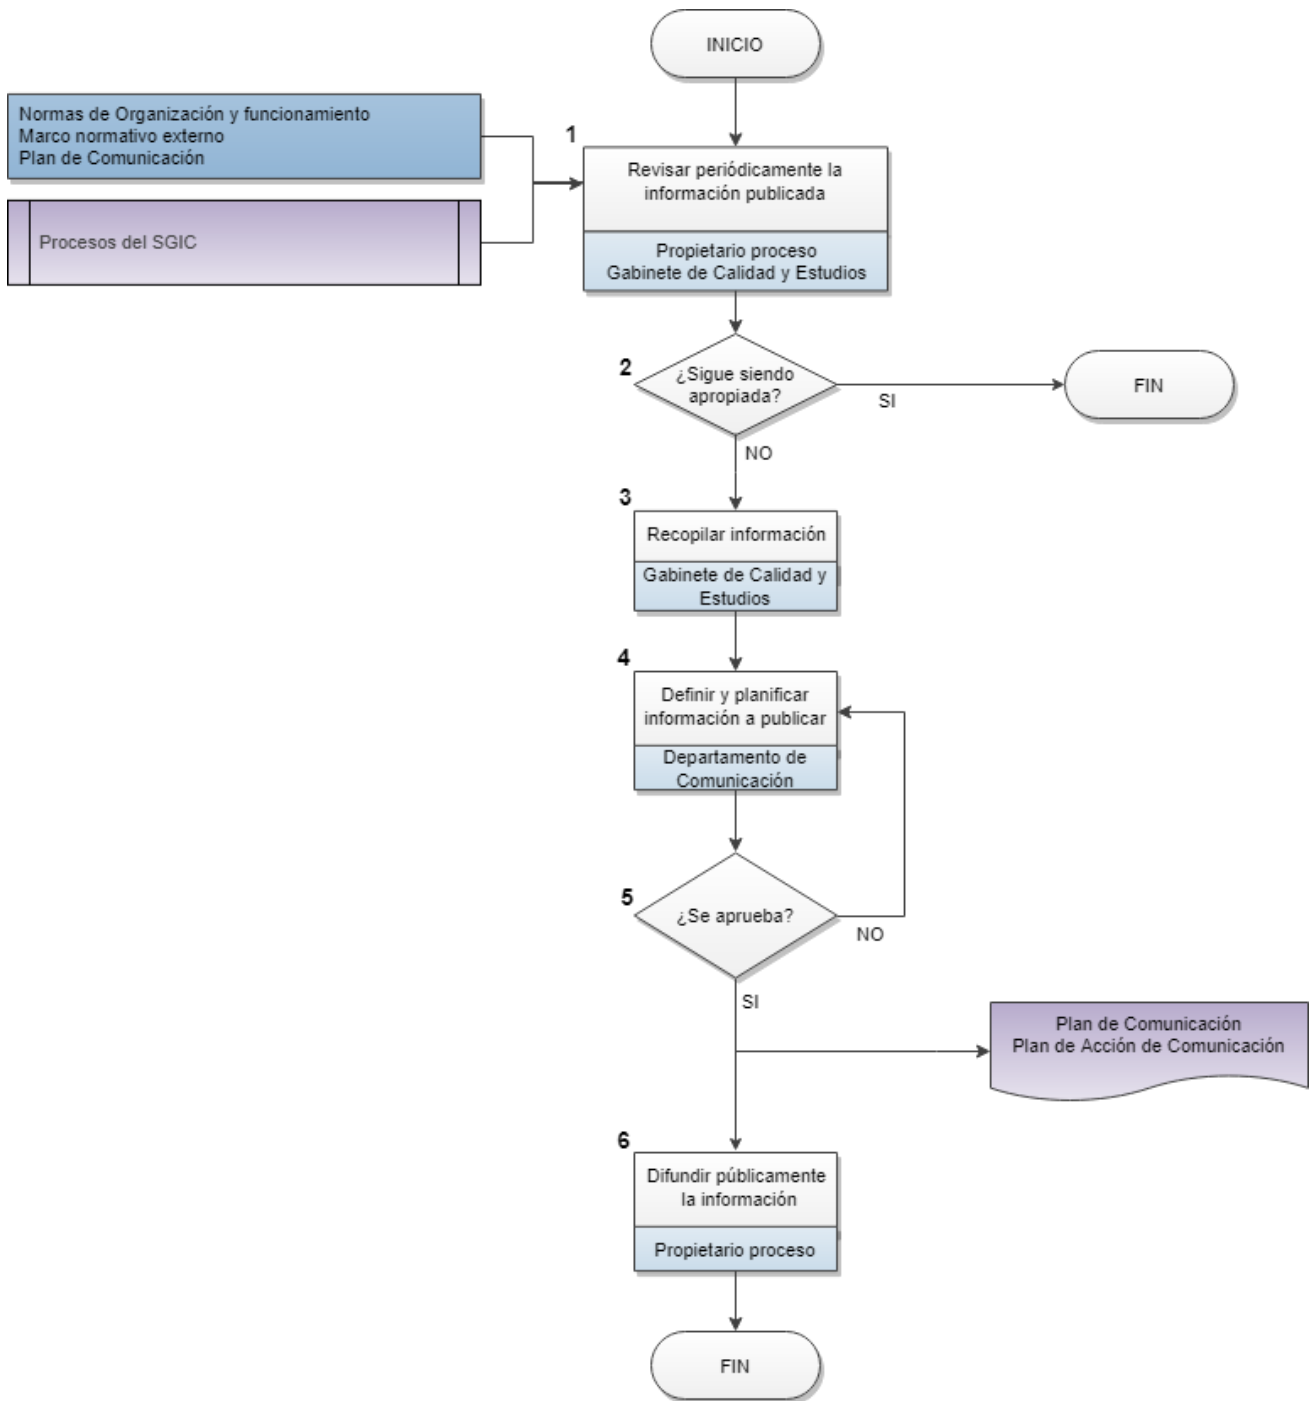 INICIO
Normas de Organización y funcionamiento
Marco normativo externo
Plan de Comunicación
Procesos del SGIC
1
Revisar periódicamente la
información publicada
Propietario proceso
Gabinete de Calidad y Estudios
2
¿Sigue siendo
apropiada?
SI
FIN
NO
3
Recopilar información
Gabinete de Calidad y
Estudios
4
Definir y planificar
información a publicar
Departamento de
Comunicación
5
¿Se aprueba?
NO
SI
Plan de Comunicación
Plan de Acción de Comunicación
6
Difundir públicamente
la información
Propietario proceso
FIN